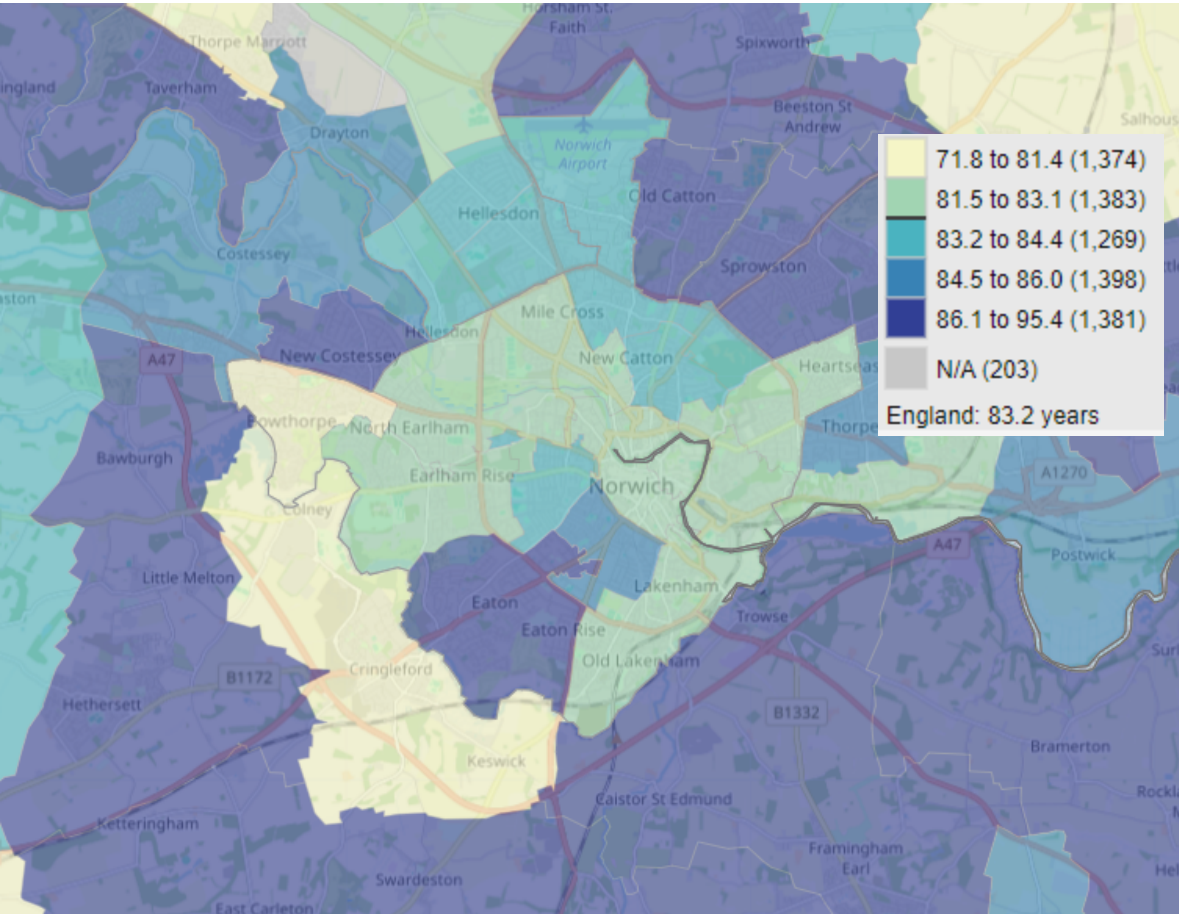 Horsham St.
Faith
Thorpe Marriott
Spixworth
Taverham
Beeston St
Andrew
Drayton
Norwich
Airport
71.8 to 81.4 (1,374)
81.5 to 83.1 (1,383)
83.2 to 84.4 (1,269)
84.5 to 86.0 (1,398)
86.1 to 95.4 (1,381)
N/A (203)
England: 83.2 years
Old Catton
Hellesdon
Costessey
Sprowston
Mile Cross
Hellesdon
New Costessey
A47
New Catton
Heartseas
Thorpe
Bowthorpe
North Earlham
Bawburgh
Earlham Rise
Norwich
A1270
Colney
A47
Postwick
Little Melton
Lakenham
Eaton
Trowse
Eaton Rise
Old Lakenham
Cringleford
B1172
Hethersett
B1332
Bramerton
Keswick
Caistor St Edmund
Ketteringham
Framingham
Earl
Swardeston
East Carleton